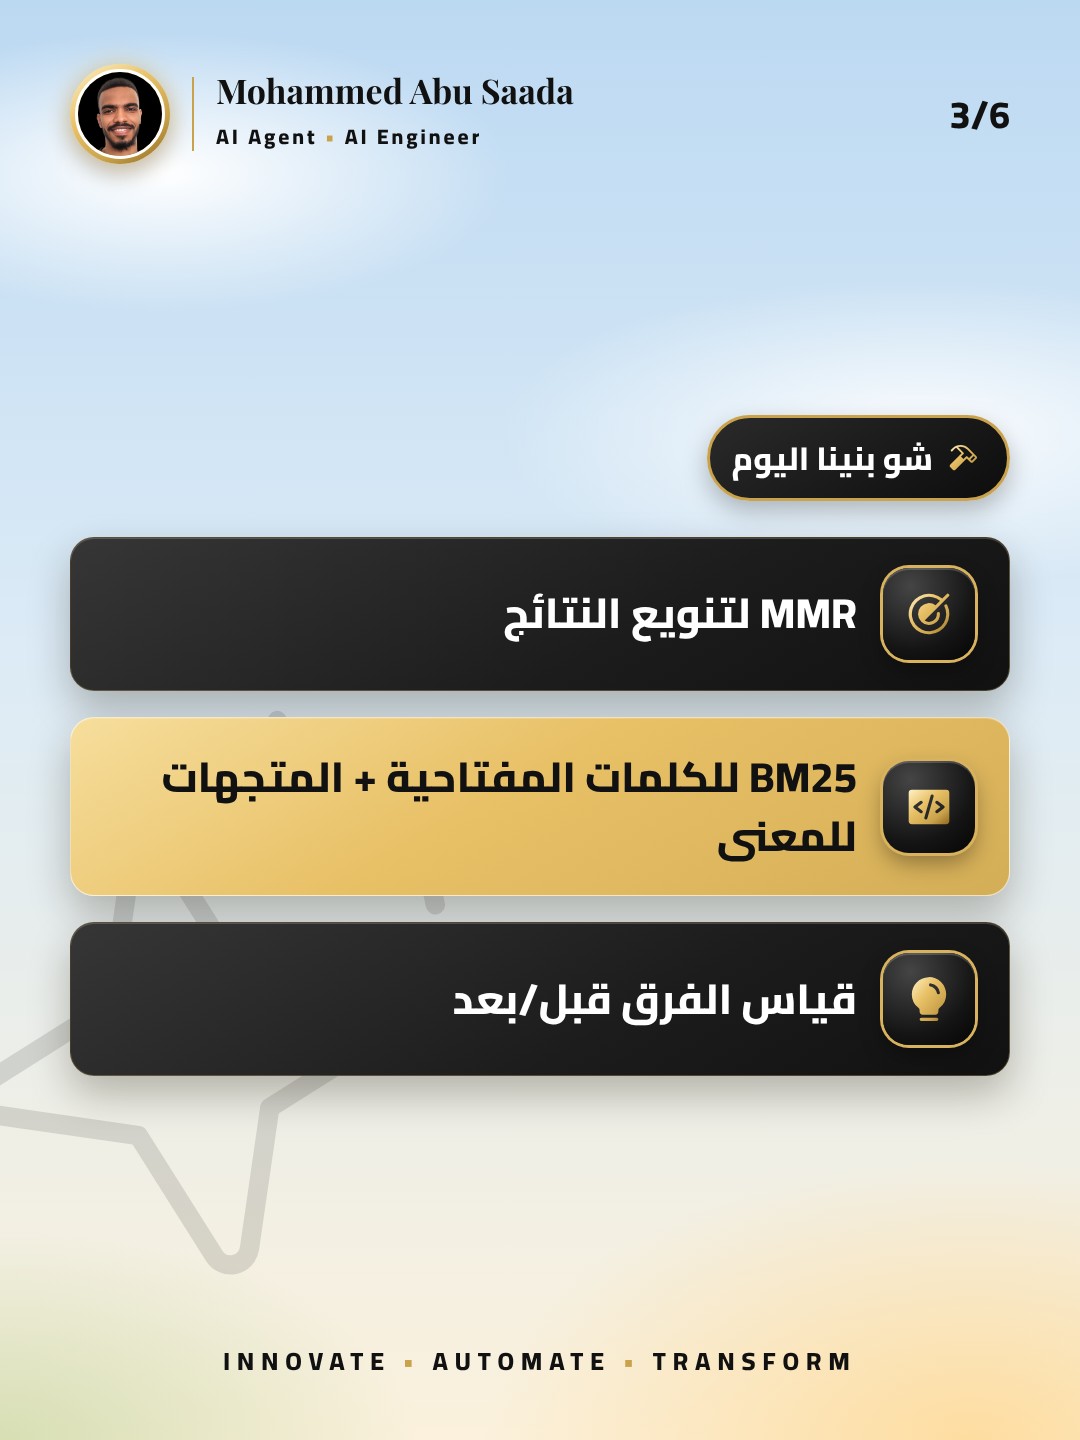 Mohammed Abu Saada
AI Agent ▪ AI Engineer
3/6
شو بنينا اليوم
MMR لتنويع النتائج
BM25 للكلمات المفتاحية + المتجهات
للمعنى
قياس الفرق قبل/بعد
INNOVATE ▪ AUTOMATE ▪ TRANSFORM